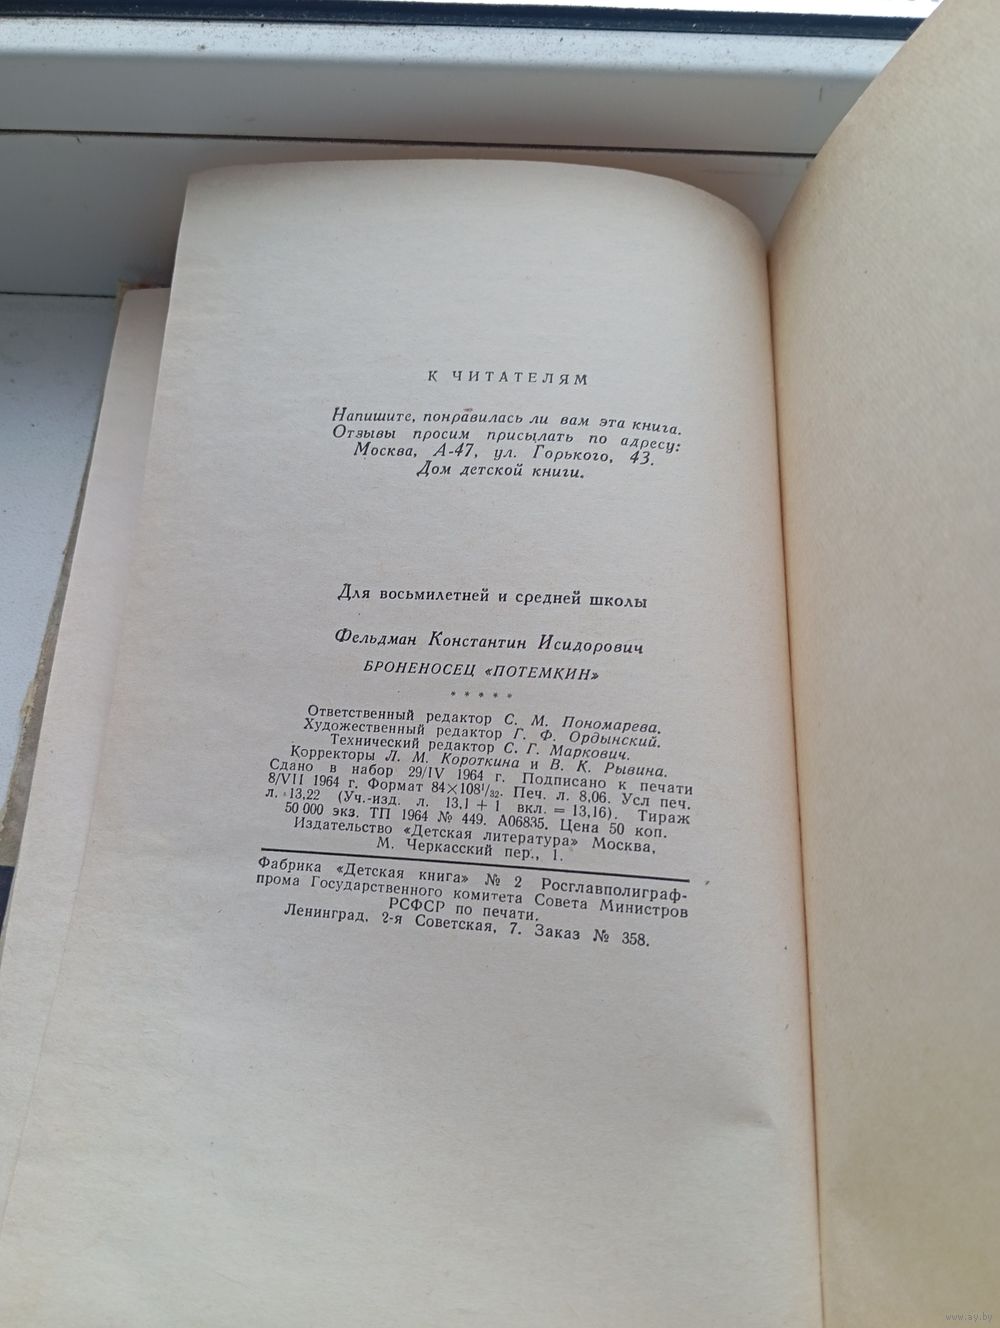 К ЧИТАТЕЛЯМ
Напишите, понравилась ли вам эта книга.
Отзывы просим присылать по адресу:
Москва, А-47, ул. Горького, 43.
Дом детской книги.
Для восьмилетней и средней школы
Фельдман Константин Исидорович
БРОНЕНОСЕЦ «ПОТЕМКИН»
* * * * *
Ответственный редактор С. М. Пономарева.
Художественный редактор Г. Ф. Ордынский.
Технический редактор С. Г. Маркович.
Корректоры Л. М. Короткина и В. К. Рывина.
Сдано в набор 29/IV 1964 г. Подписано к печати
8/VII 1964 г. Формат 84×108¹/₃₂. Печ. л. 8,06. Усл печ.
л. 13,22 (Уч.-изд. л. 13,1 + 1 вкл. = 13,16). Тираж
50 000 экз. ТП 1964 № 449. А06835. Цена 50 коп.
Издательство «Детская литература» Москва,
М. Черкасский пер., 1.
Фабрика «Детская книга» № 2 Росглавполиграф-
прома Государственного комитета Совета Министров
РСФСР по печати.
Ленинград, 2-я Советская, 7. Заказ № 358.
www.ay.by